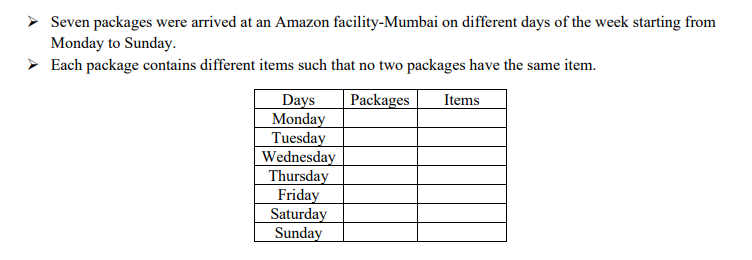 ➢ Seven packages were arrived at an Amazon facility-Mumbai on different days of the week starting from
Monday to Sunday.
➢ Each package contains different items such that no two packages have the same item.
Days Packages Items
Monday
Tuesday
Wednesday
Thursday
Friday
Saturday
Sunday